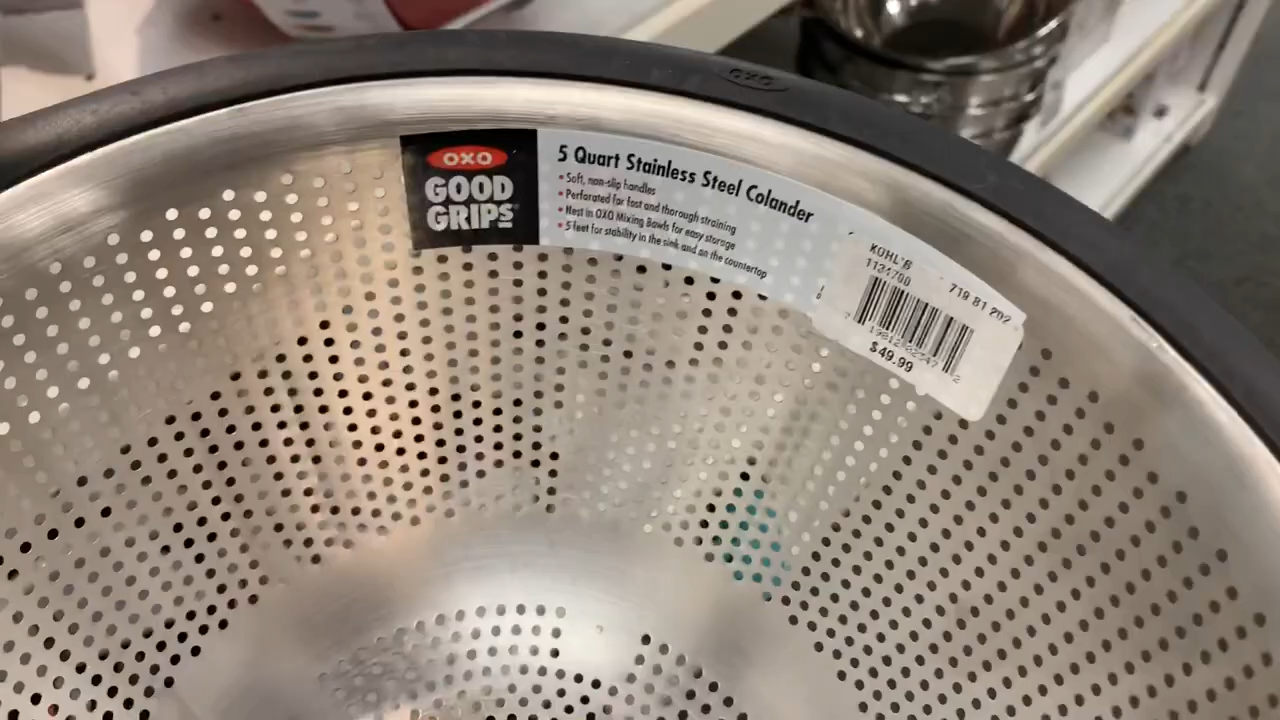 OXO
OXO
GOOD
GRIPS
5 Quart Stainless Steel Colander
• Soft, non-slip handles
• Perforated for fast and thorough straining
• Nest in OXO Mixing Bowls for easy storage
• 5 feet for stability in the sink and on the countertop
KOHL'S
1134700
719 81 202
$49.99